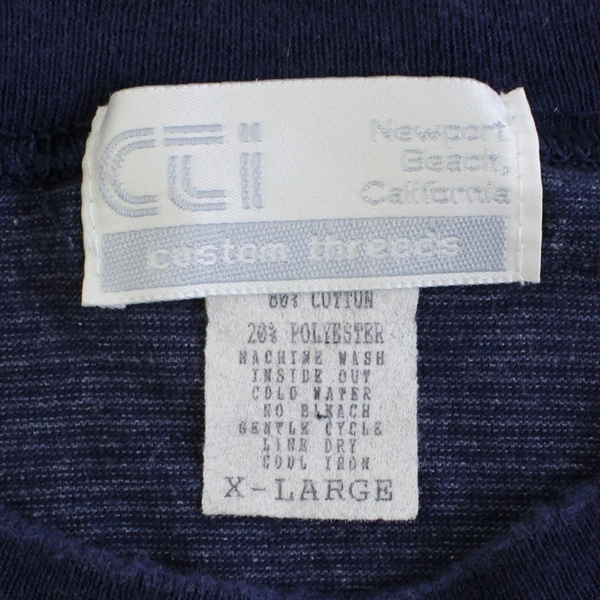 CTI
Newport
Beach,
California
custom threads
80% COTTON
20% POLYESTER
MACHINE WASH
INSIDE OUT
COLD WATER
NO BLEACH
GENTLE CYCLE
LINE DRY
COOL IRON
X-LARGE